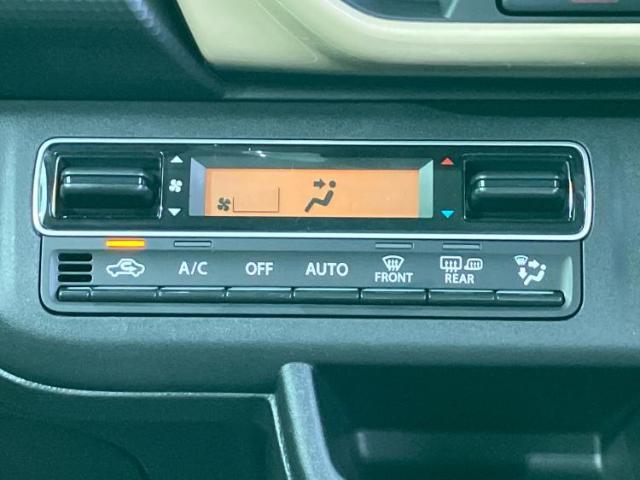 A/C OFF AUTO FRONT REAR